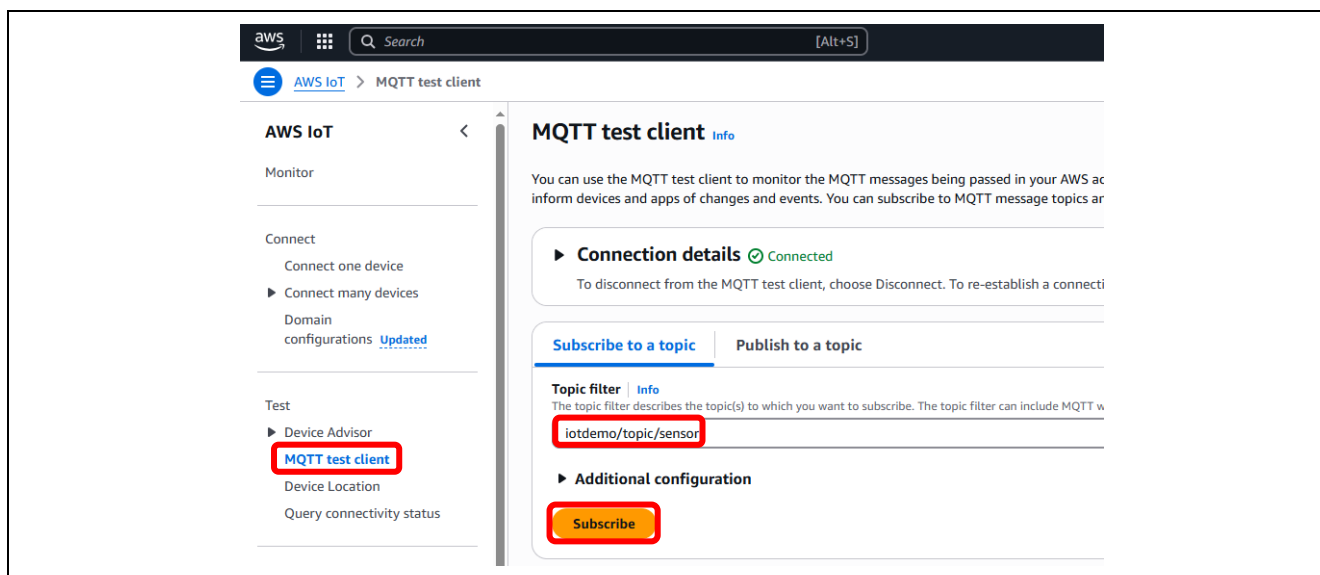 aws
Search
[Alt+S]
AWS IoT > MQTT test client
AWS IoT
Monitor
Connect
Connect one device
Connect many devices
Domain
configurations Updated
Test
Device Advisor
MQTT test client
Device Location
Query connectivity status
MQTT test client Info
You can use the MQTT test client to monitor the MQTT messages being passed in your AWS ac
inform devices and apps of changes and events. You can subscribe to MQTT message topics an
Connection details Connected
To disconnect from the MQTT test client, choose Disconnect. To re-establish a connecti
Subscribe to a topic
Publish to a topic
Topic filter Info
The topic filter describes the topic(s) to which you want to subscribe. The topic filter can include MQTT w
iotdemo/topic/sensor
Additional configuration
Subscribe